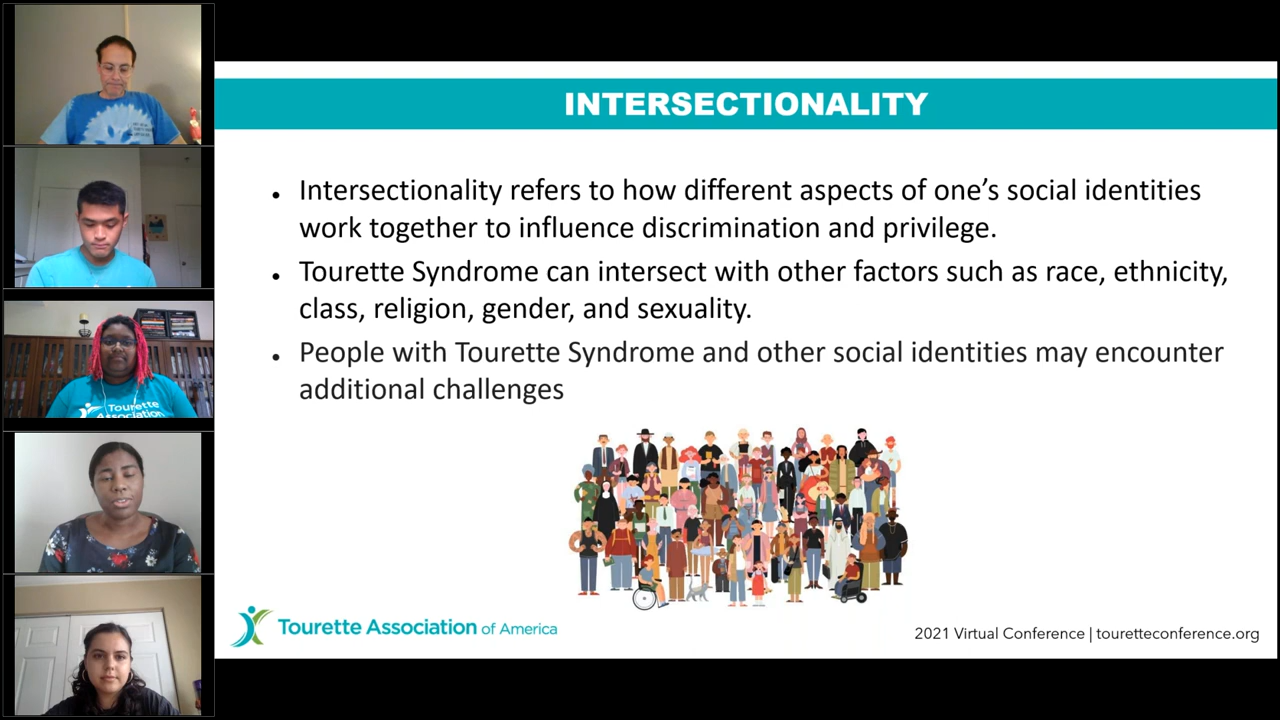 INTERSECTIONALITY
• Intersectionality refers to how different aspects of one's social identities
work together to influence discrimination and privilege.
• Tourette Syndrome can intersect with other factors such as race, ethnicity,
class, religion, gender, and sexuality.
• People with Tourette Syndrome and other social identities may encounter
additional challenges
Tourette
Association
Tourette Association of America
2021 Virtual Conference | touretteconference.org